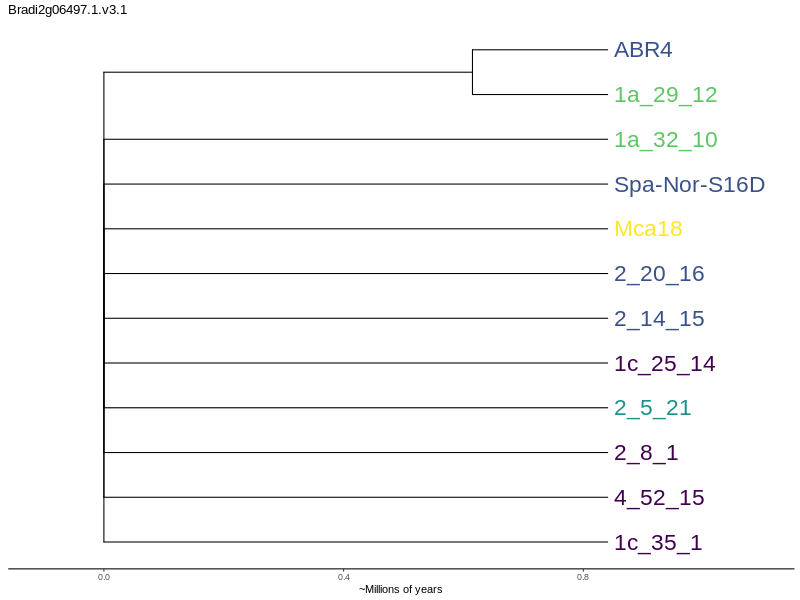 Bradi2g06497.1.v3.1
ABR4
1a_29_12
1a_32_10
Spa-Nor-S16D
Mca18
2_20_16
2_14_15
1c_25_14
2_5_21
2_8_1
4_52_15
1c_35_1
0.0 0.4 0.8
~Millions of years